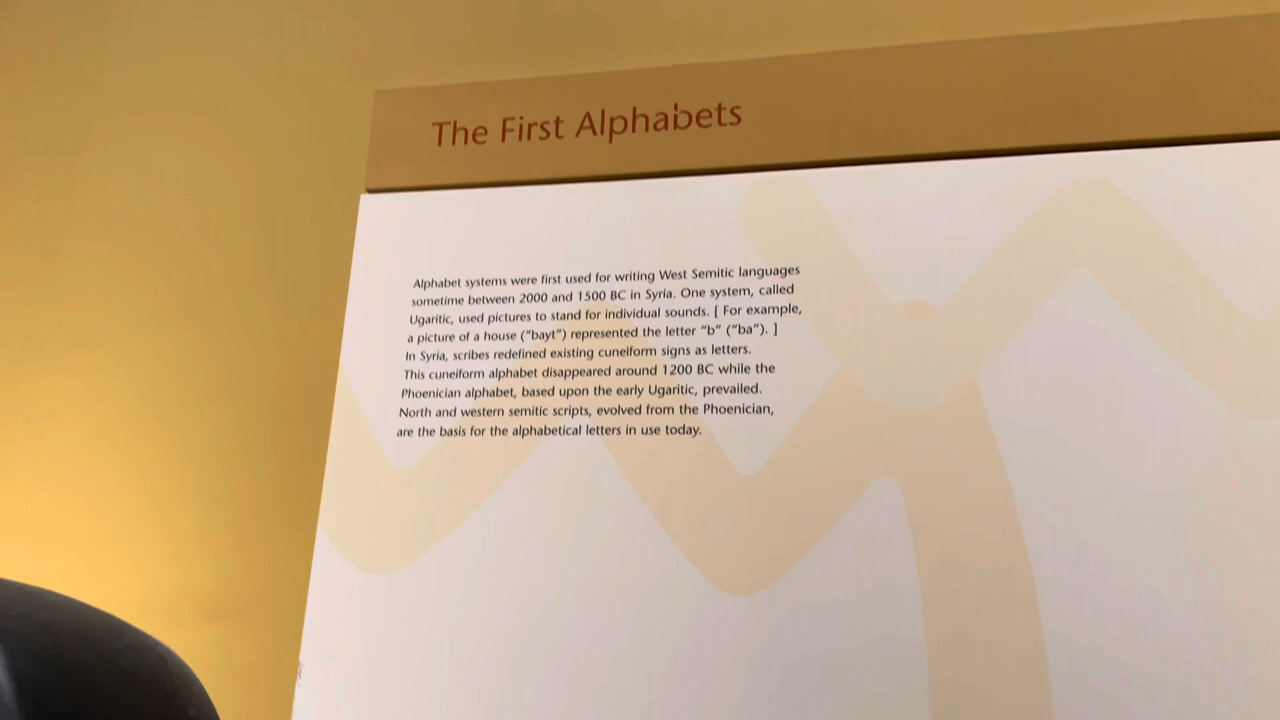 The First Alphabets
Alphabet systems were first used for writing West Semitic languages
sometime between 2000 and 1500 BC in Syria. One system, called
Ugaritic, used pictures to stand for individual sounds. [ For example,
a picture of a house (“bayt”) represented the letter “b” (“ba”). ]
In Syria, scribes redefined existing cuneiform signs as letters.
This cuneiform alphabet disappeared around 1200 BC while the
Phoenician alphabet, based upon the early Ugaritic, prevailed.
North and western semitic scripts, evolved from the Phoenician,
are the basis for the alphabetical letters in use today.